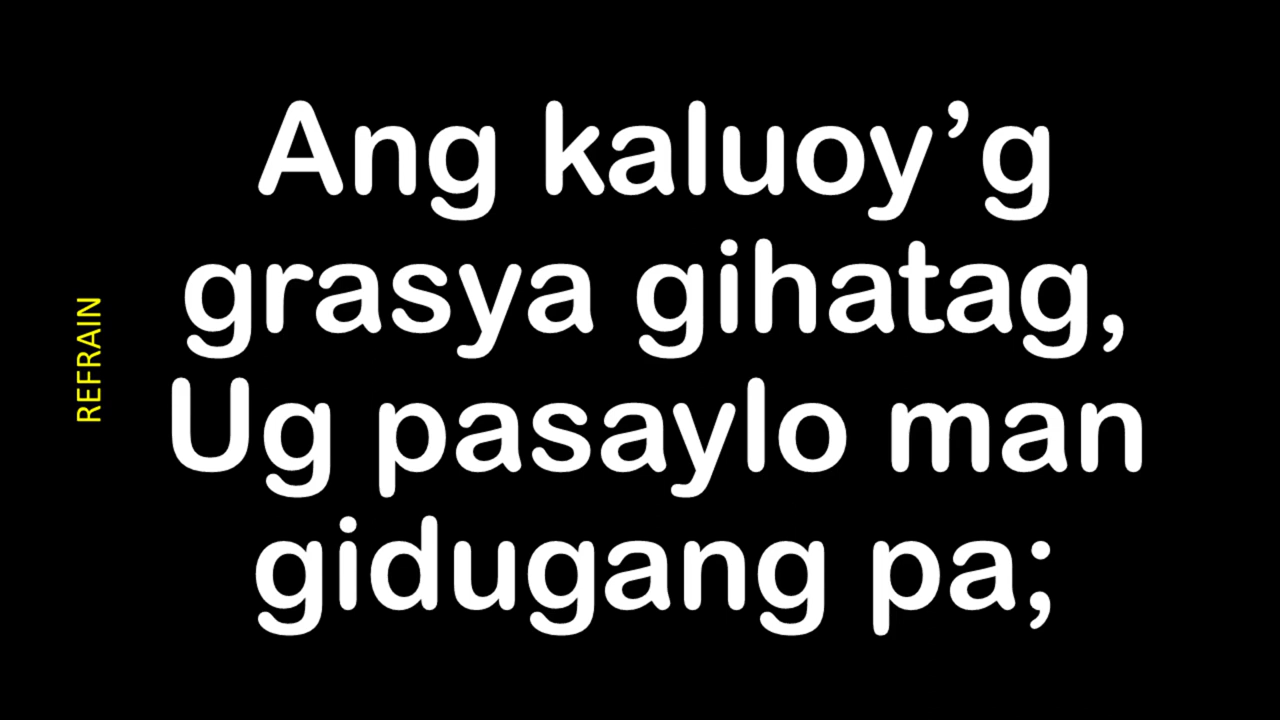 REFRAIN
Ang kaluoy’g
grasya gihatag,
Ug pasaylo man
gidugang pa;